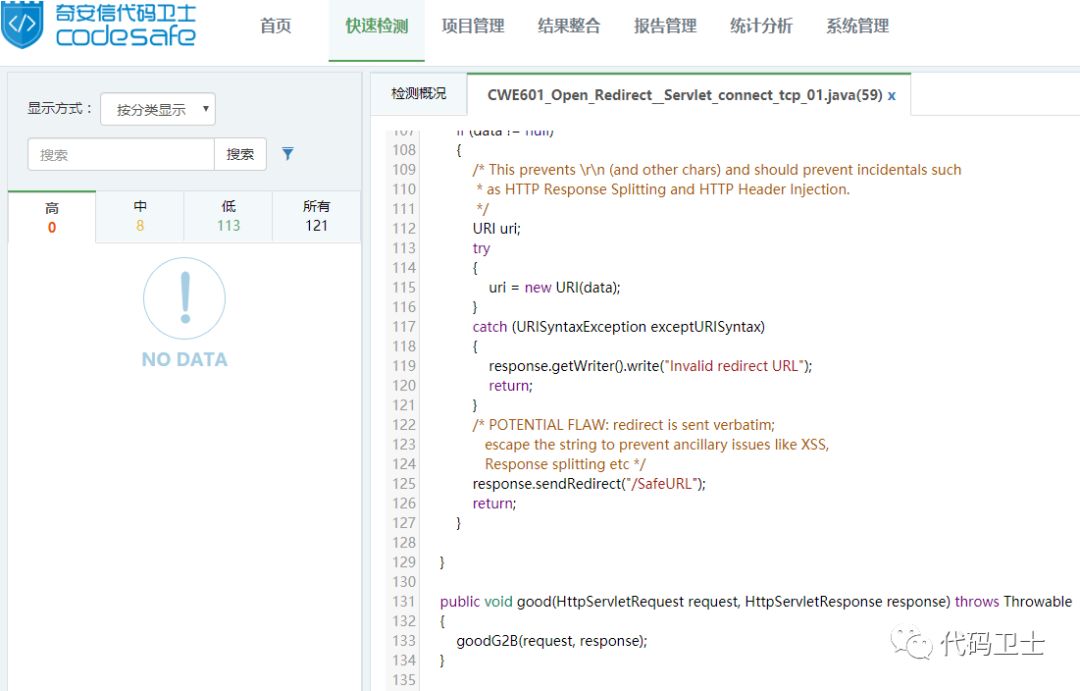 奇安信代码卫士
codesafe
首页 快速检测 项目管理 结果整合 报告管理 统计分析 系统管理
显示方式： 按分类显示
搜索 搜索
高 中 低 所有
0 8 113 121
NO DATA
检测概况 CWE601_Open_Redirect__Servlet_connect_tcp_01.java(59) x
107 if (data != null)
108 {
109 /* This prevents \r\n (and other chars) and should prevent incidentals such
110 * as HTTP Response Splitting and HTTP Header Injection.
111 */
112 URI uri;
113 try
114 {
115 uri = new URI(data);
116 }
117 catch (URISyntaxException exceptURISyntax)
118 {
119 response.getWriter().write("Invalid redirect URL");
120 return;
121 }
122 /* POTENTIAL FLAW: redirect is sent verbatim;
123 escape the string to prevent ancillary issues like XSS,
124 Response splitting etc */
125 response.sendRedirect("/SafeURL");
126 return;
127 }
128
129 }
130
131 public void good(HttpServletRequest request, HttpServletResponse response) throws Throwable
132 {
133 goodG2B(request, response);
134 }
135
代码卫士